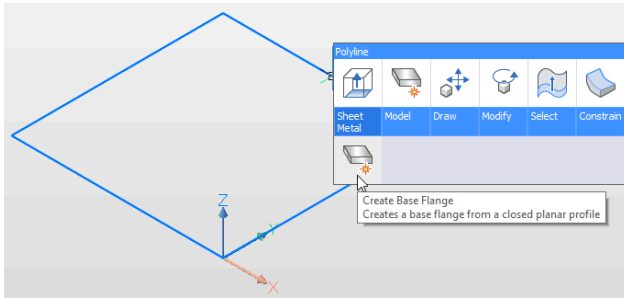 Polyline
Sheet Metal
Model
Draw
Modify
Select
Constrain
Create Base Flange
Creates a base flange from a closed planar profile
Z
Y
X